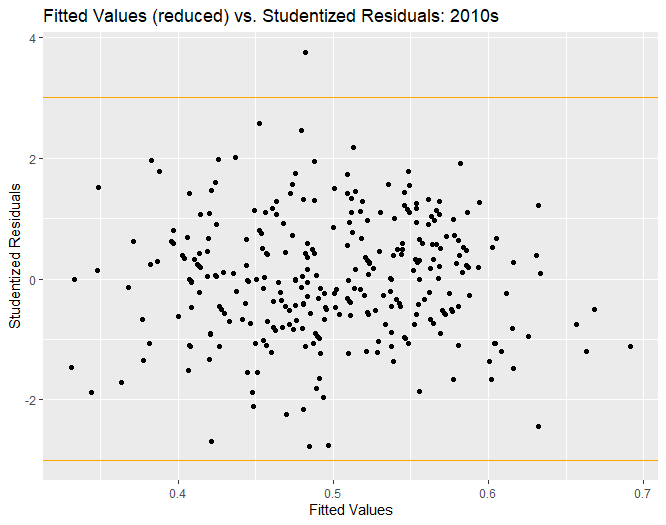 Fitted Values (reduced) vs. Studentized Residuals: 2010s
4
2
0
-2
Studentized Residuals
0.4 0.5 0.6 0.7
Fitted Values